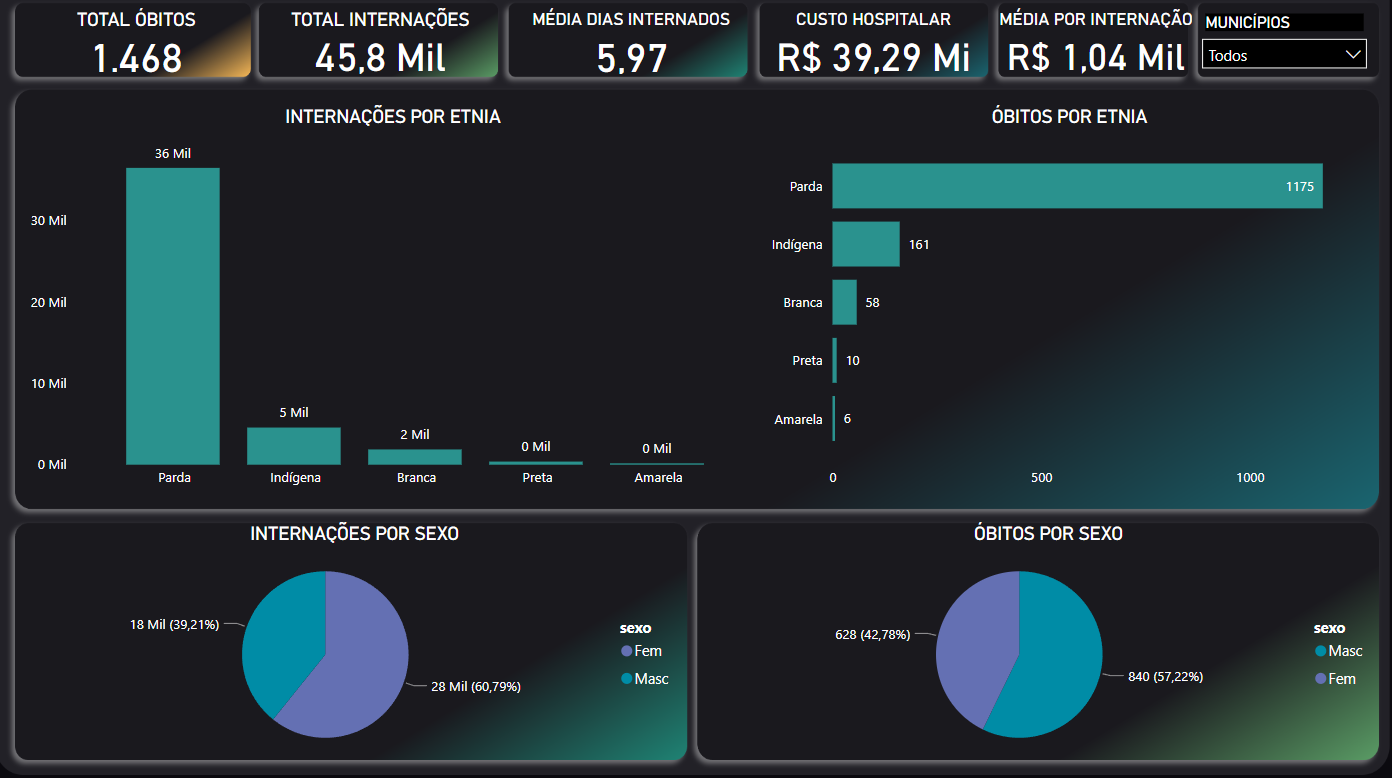 TOTAL ÓBITOS
1.468
TOTAL INTERNAÇÕES
45,8 Mil
MÉDIA DIAS INTERNADOS
5,97
CUSTO HOSPITALAR
R$ 39,29 Mi
MÉDIA POR INTERNAÇÃO
R$ 1,04 Mil
MUNICÍPIOS
Todos
INTERNAÇÕES POR ETNIA
36 Mil
30 Mil
20 Mil
10 Mil
5 Mil
2 Mil
0 Mil
0 Mil
0 Mil
Parda
Indígena
Branca
Preta
Amarela
ÓBITOS POR ETNIA
Parda
1175
Indígena
161
Branca
58
Preta
10
Amarela
6
0
500
1000
INTERNAÇÕES POR SEXO
18 Mil (39,21%)
28 Mil (60,79%)
sexo
Fem
Masc
ÓBITOS POR SEXO
628 (42,78%)
840 (57,22%)
sexo
Masc
Fem